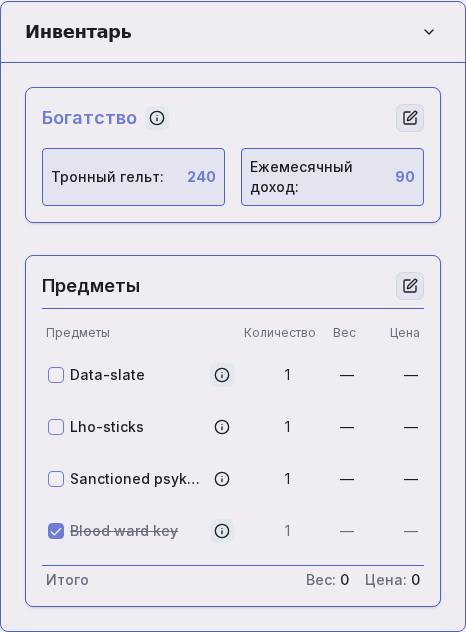 Инвентарь
Богатство
Тронный гельт: 240
Ежемесячный
доход: 90
Предметы
Предметы Количество Вес Цена
Data-slate 1 — —
Lho-sticks 1 — —
Sanctioned psyk... 1 — —
Blood ward key 1 — —
Итого Вес: 0 Цена: 0